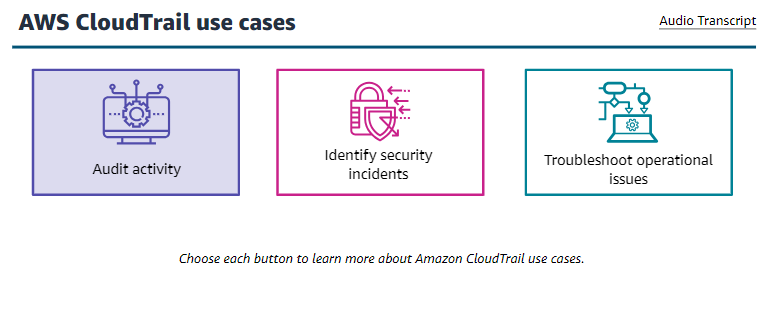 AWS CloudTrail use cases
Audio Transcript
Audit activity
Identify security
incidents
Troubleshoot operational
issues
Choose each button to learn more about Amazon CloudTrail use cases.